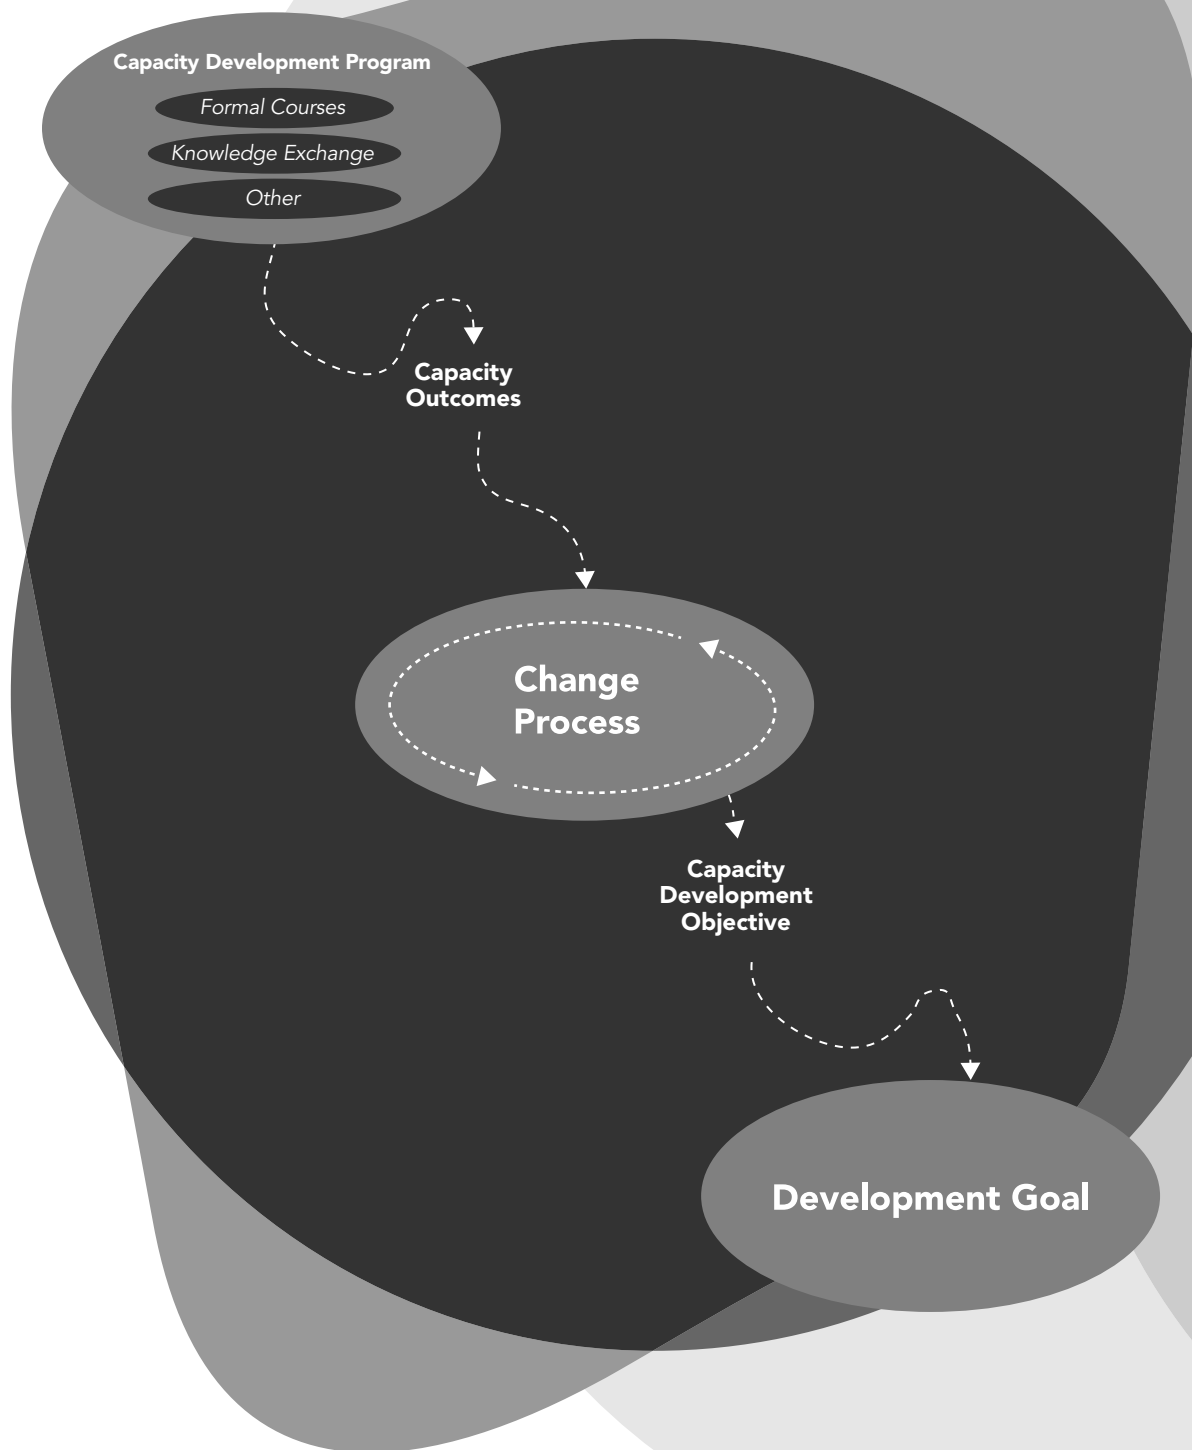 Capacity Development Program
Formal Courses
Knowledge Exchange
Other
Capacity
Outcomes
Change
Process
Capacity
Development
Objective
Development Goal